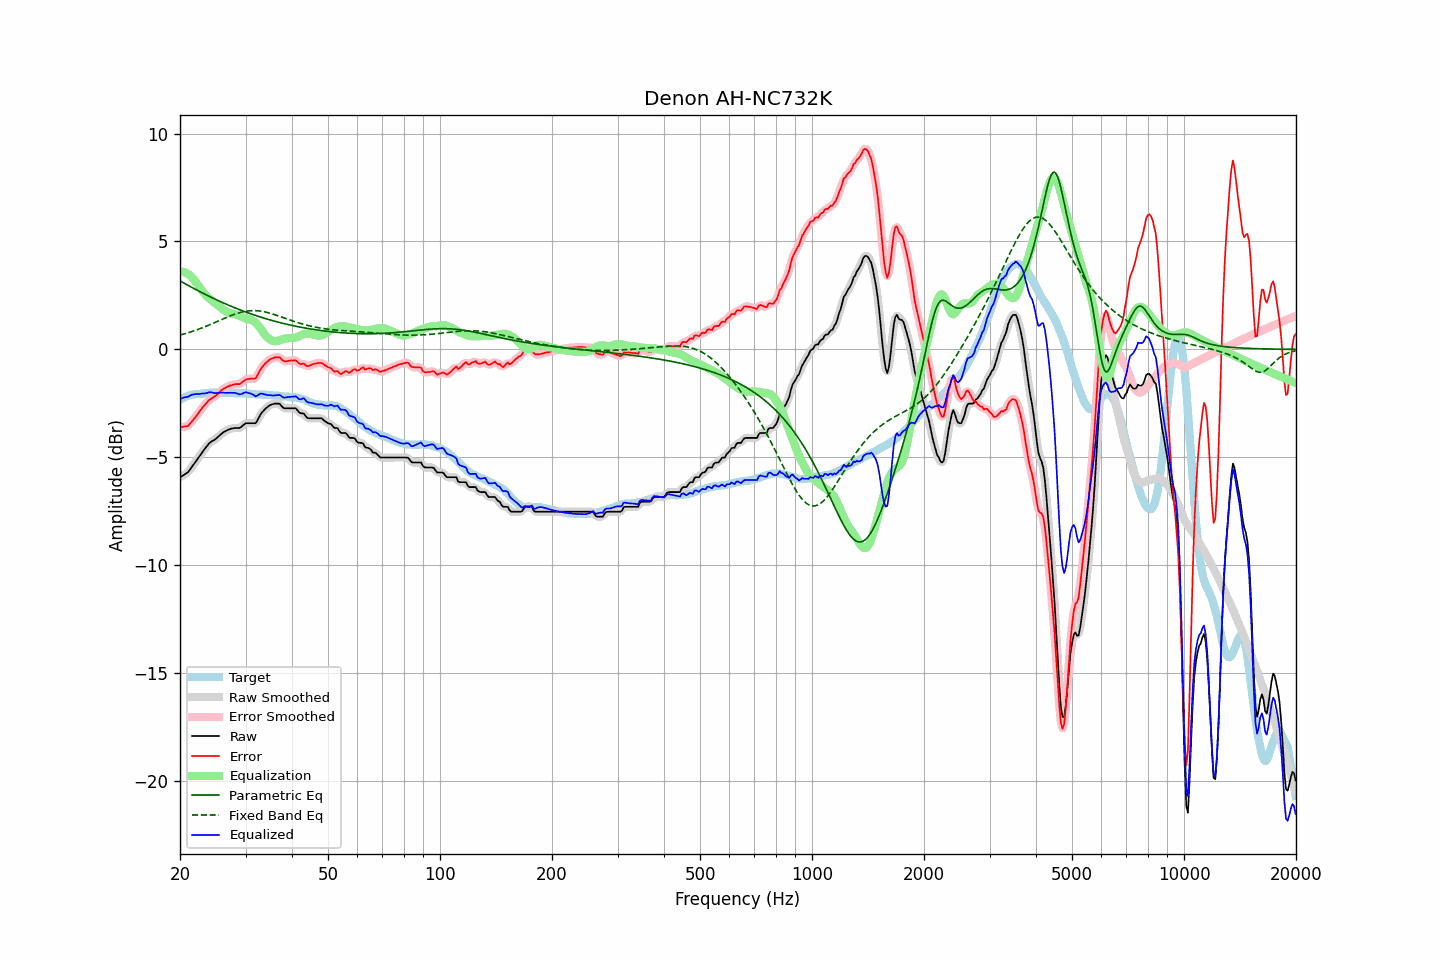 Denon AH-NC732K
Amplitude (dBr)
10
5
0
−5
−10
−15
−20
Target
Raw Smoothed
Error Smoothed
Raw
Error
Equalization
Parametric Eq
Fixed Band Eq
Equalized
20 50 100 200 500 1000 2000 5000 10000 20000
Frequency (Hz)